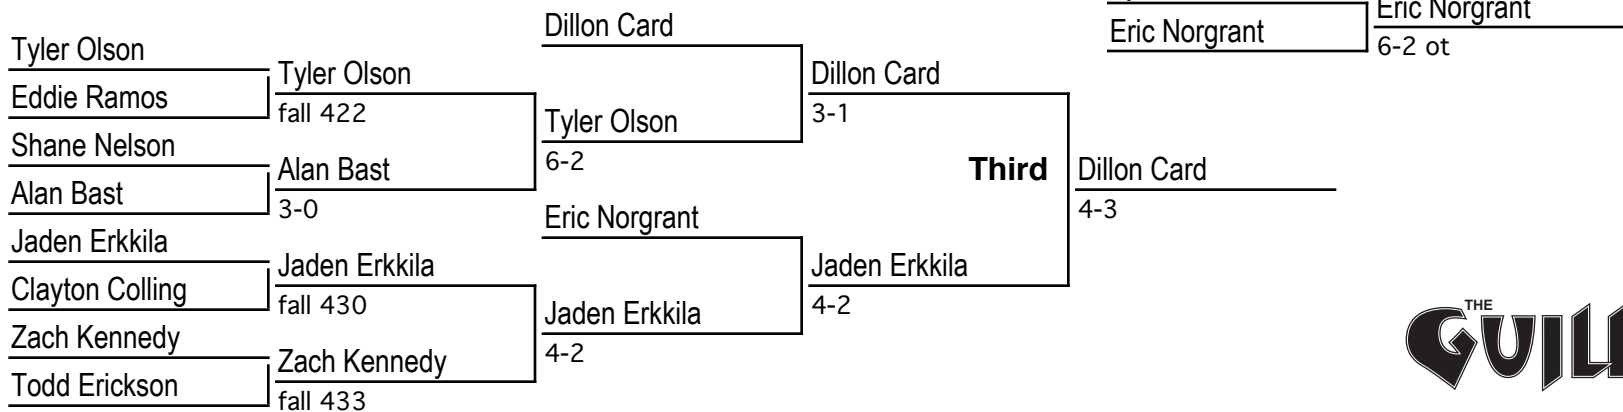 Tyler Olson
Eddie Ramos
Shane Nelson
Alan Bast
Jaden Erkkila
Clayton Colling
Zach Kennedy
Todd Erickson
Tyler Olson
fall 422
Alan Bast
3-0
Jaden Erkkila
fall 430
Zach Kennedy
fall 433
Dillon Card
Tyler Olson
6-2
Eric Norgrant
Jaden Erkkila
4-2
Dillon Card
3-1
Jaden Erkkila
4-2
Third
Dillon Card
4-3
Eric Norgrant
Eric Norgrant
6-2 ot
THE